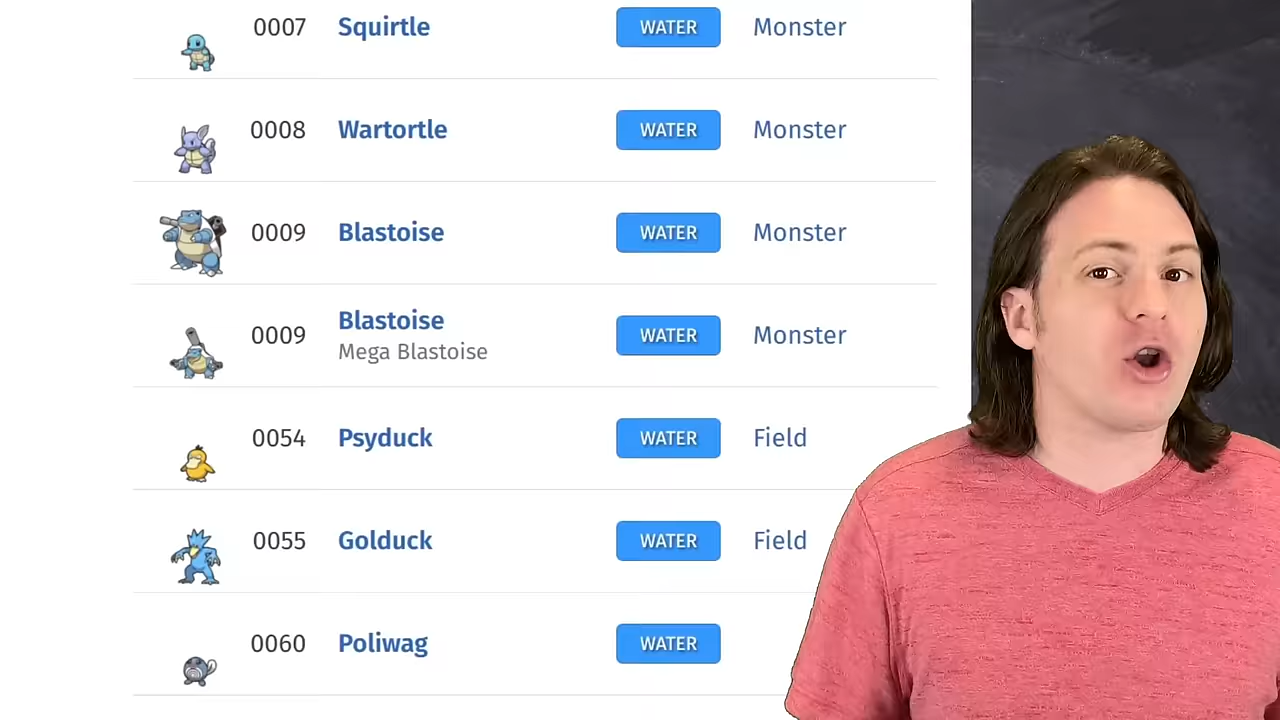 0007 Squirtle WATER Monster
0008 Wartortle WATER Monster
0009 Blastoise WATER Monster
0009 Blastoise WATER Monster
Mega Blastoise
0054 Psyduck WATER Field
0055 Golduck WATER Field
0060 Poliwag WATER